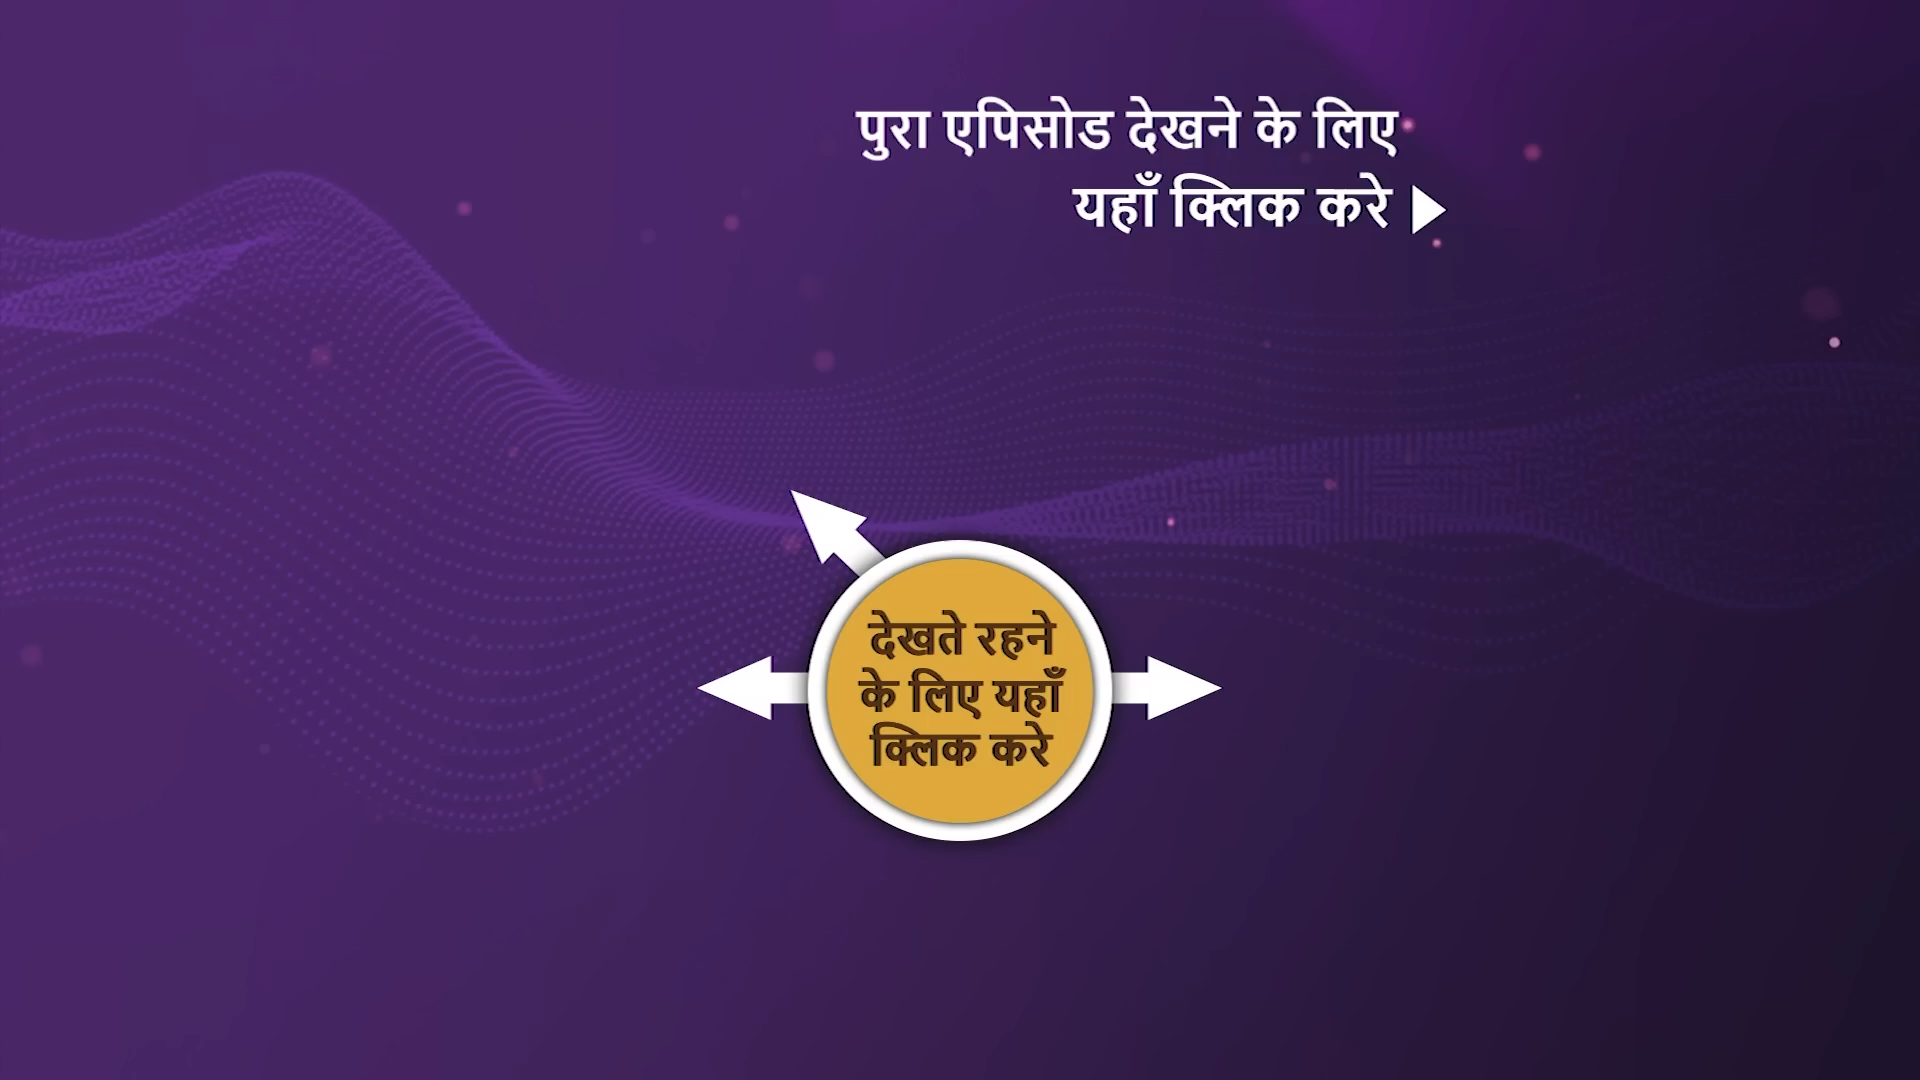 पुरा एपिसोड देखने के लिए
यहाँ क्लिक करे
देखते रहने
के लिए यहाँ
क्लिक करे